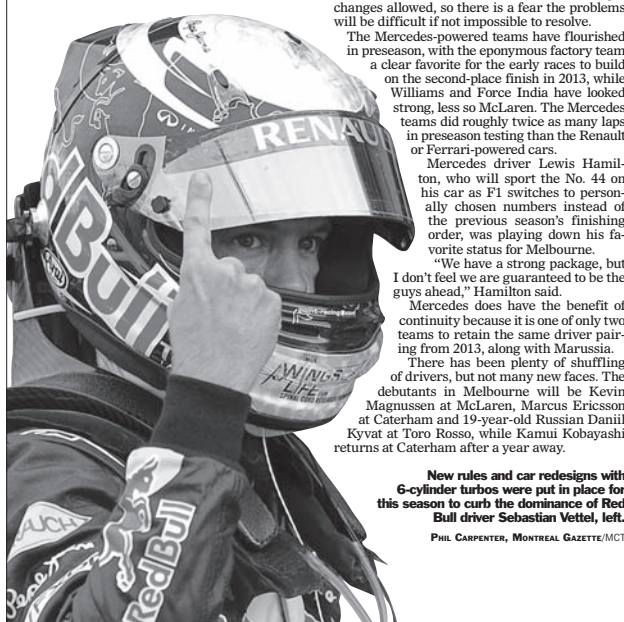 changes allowed, so there is a fear the problems
will be difficult if not impossible to resolve.
The Mercedes-powered teams have flourished
in preseason, with the eponymous factory team
a clear favorite for the early races to build
on the second-place finish in 2013, while
Williams and Force India have looked
strong, less so McLaren. The Mercedes
teams did roughly twice as many laps
in preseason testing than the Renault
or Ferrari-powered cars.
Mercedes driver Lewis Hamil-
ton, who will sport the No. 44 on
his car as F1 switches to person-
ally chosen numbers instead of
the previous season's finishing
order, was playing down his fa-
vorite status for Melbourne.
"We have a strong package, but
I don't feel we are guaranteed to be the
guys ahead," Hamilton said.
Mercedes does have the benefit of
continuity because it is one of only two
teams to retain the same driver pair-
ing from 2013, along with Marussia.
There has been plenty of shuffling
of drivers, but not many new faces. The
debutants in Melbourne will be Kevin
Magnussen at McLaren, Marcus Ericsson
at Caterham and 19-year-old Russian Daniil
Kyvat at Toro Rosso, while Kamui Kobayashi
returns at Caterham after a year away.
New rules and car redesigns with
6-cylinder turbos were put in place for
this season to curb the dominance of Red
Bull driver Sebastian Vettel, left.
PHIL CARPENTER, MONTREAL GAZETTE/MCT
RENAUL
dBull
Arai
WINGS
LIFE
RAUCH
RedBull
Pepe